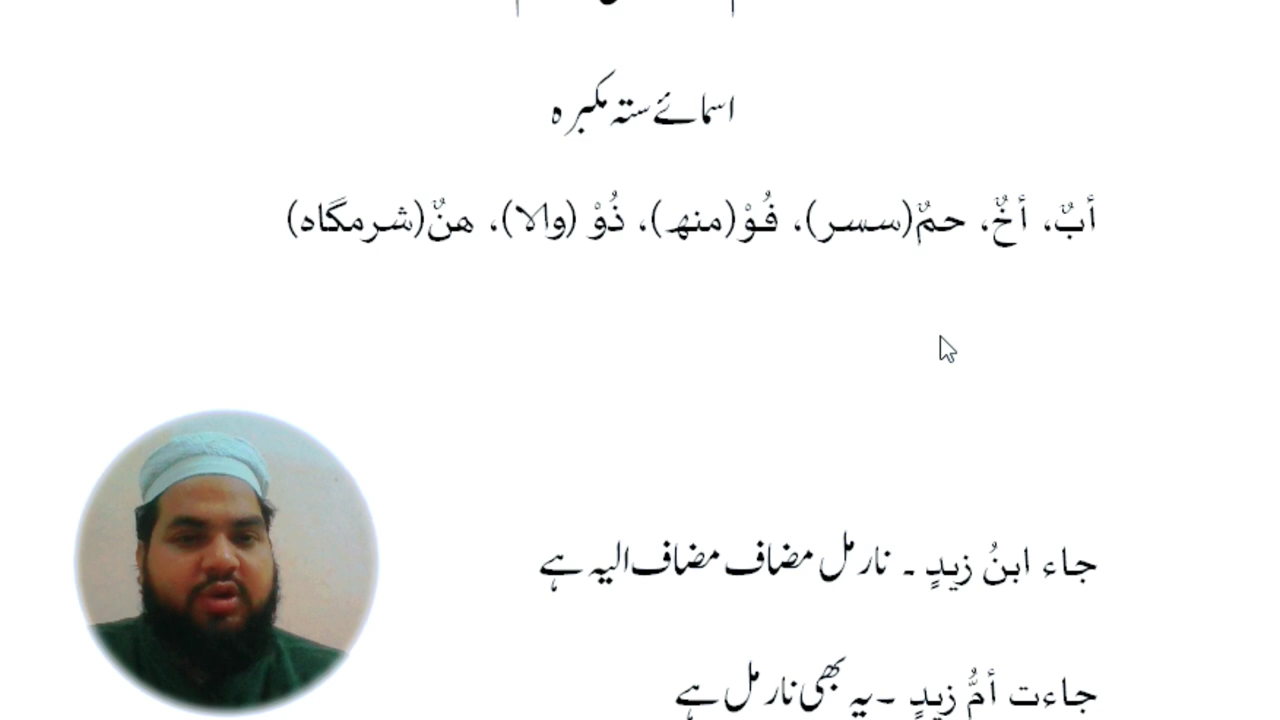 اسمائے ستہ مکبرہ
أبٌ، أخٌ، حمٌ(سسر)، فُوْ(منھ)، ذُوْ (والا)، هنٌ(شرمگاہ)
جاء ابنُ زیدٍ ۔ نارمل مضاف مضاف الیہ ہے
جاءت أمُّ زیدٍ ۔ یہ بھی نارمل ہے